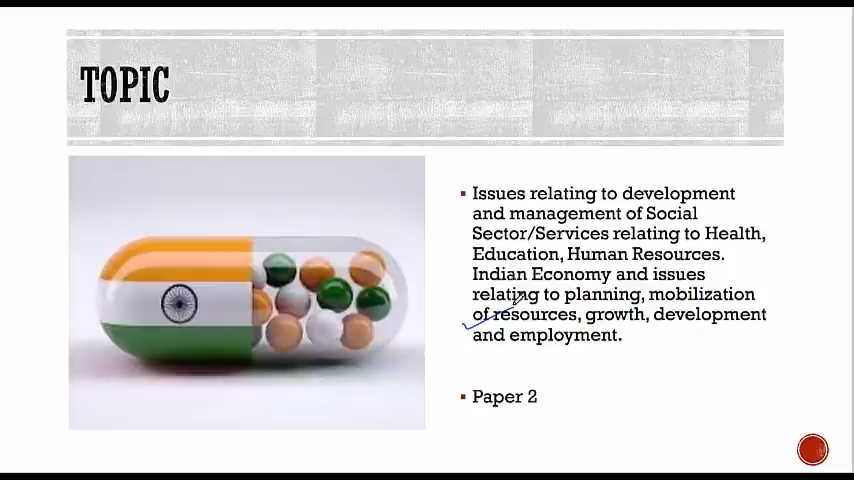 TOPIC
Issues relating to development
and management of Social
Sector/Services relating to Health,
Education, Human Resources.
Indian Economy and issues
relating to planning, mobilization
of resources, growth, development
and employment.
Paper 2